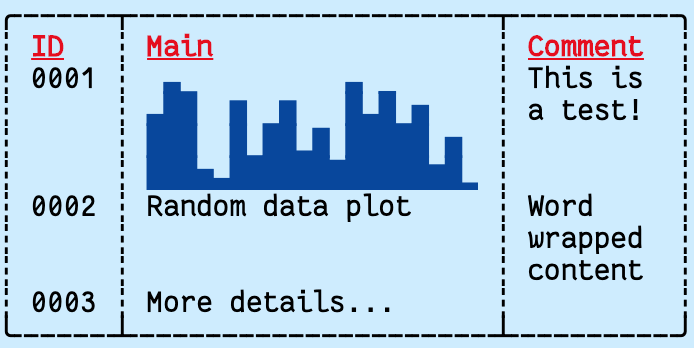 ID Main Comment
0001 This is
a test!
0002 Random data plot Word
wrapped
content
0003 More details...